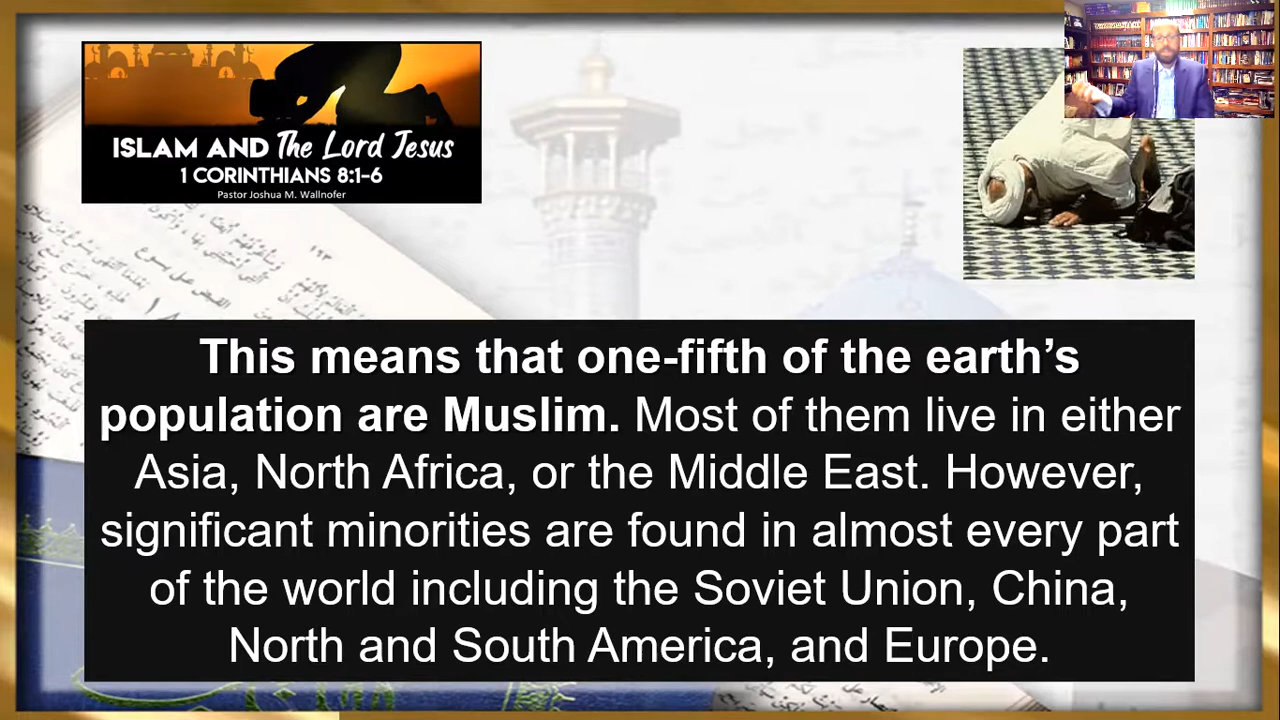 ISLAM AND The Lord Jesus
1 CORINTHIANS 8:1-6
Pastor Joshua M. Wallnofer
This means that one-fifth of the earth’s
population are Muslim. Most of them live in either
Asia, North Africa, or the Middle East. However,
significant minorities are found in almost every part
of the world including the Soviet Union, China,
North and South America, and Europe.